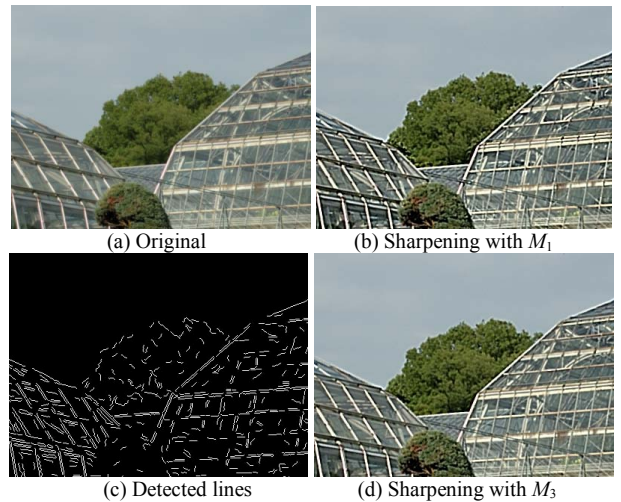 (a) Original
(b) Sharpening with M1
(c) Detected lines
(d) Sharpening with M3